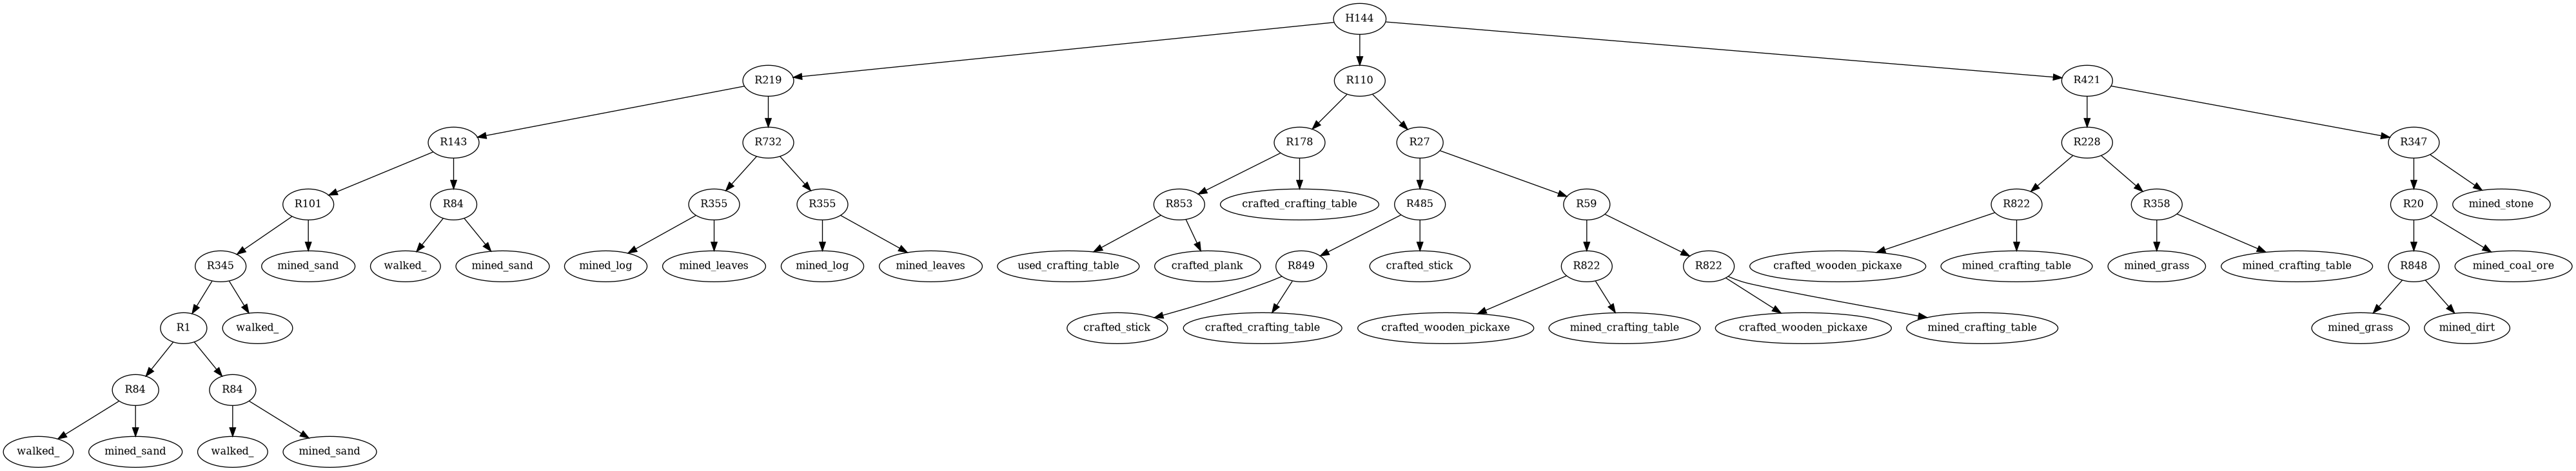 H144
R219
R110
R421
R143
R732
R178
R27
R228
R347
R101
R84
R355
R355
R853
crafted_crafting_table
R485
R59
R822
R358
R20
mined_stone
R345
mined_sand
walked_
mined_sand
mined_log
mined_leaves
mined_log
mined_leaves
used_crafting_table
crafted_plank
R849
crafted_stick
R822
R822
crafted_wooden_pickaxe
mined_crafting_table
mined_grass
mined_crafting_table
R848
mined_coal_ore
R1
walked_
crafted_stick
crafted_crafting_table
crafted_wooden_pickaxe
mined_crafting_table
crafted_wooden_pickaxe
mined_crafting_table
mined_grass
mined_dirt
R84
R84
walked_
mined_sand
walked_
mined_sand